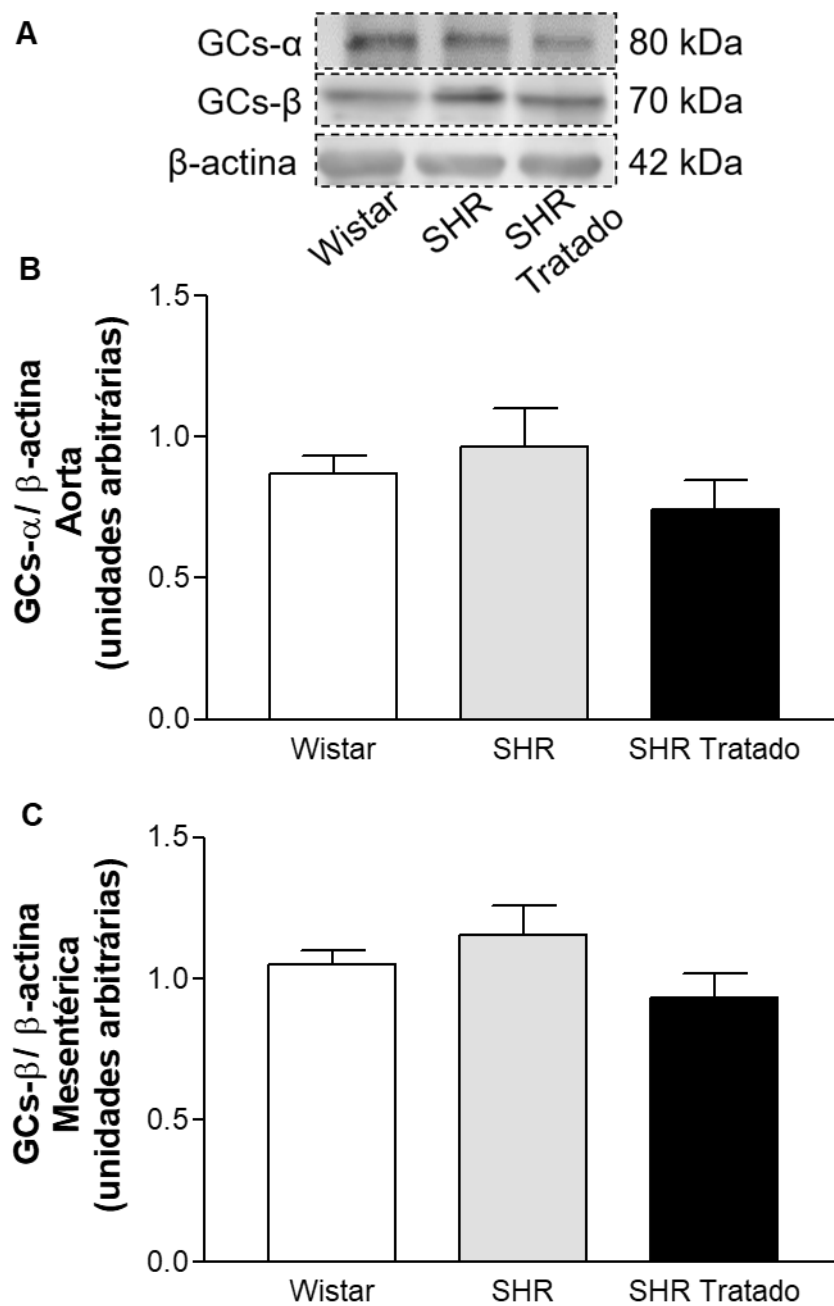 A
GCs-α 80 kDa
GCs-β 70 kDa
β-actina 42 kDa
Wistar SHR SHR Tratado
B
GCs-α/ β-actina
Aorta
(unidades arbitrárias)
1.5
1.0
0.5
0.0
Wistar SHR SHR Tratado
C
GCs-β/ β-actina
Mesentérica
(unidades arbitrárias)
1.5
1.0
0.5
0.0
Wistar SHR SHR Tratado